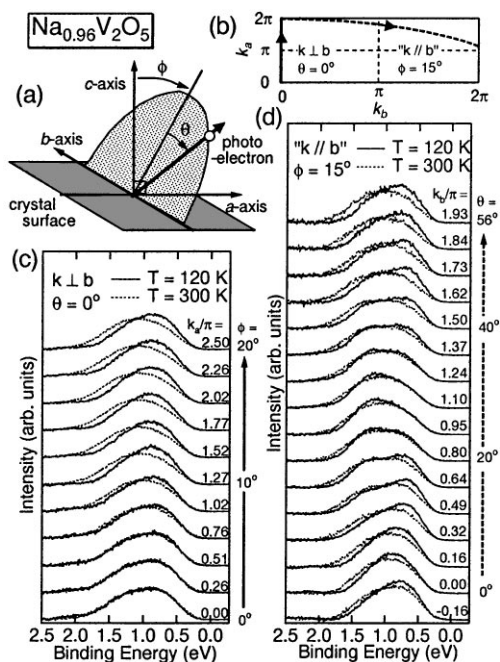 Na0.96V2O5
(a)
c-axis
ϕ
θ
b-axis
photo
-electron
crystal
surface
a-axis
(b)
2π
π
0
ka
k ⊥ b
θ = 0°
"k // b"
ϕ = 15°
0
π
2π
kb
(c)
k ⊥ b
θ = 0°
T = 120 K
T = 300 K
ka/π =
ϕ =
20°
10°
0°
2.50
2.26
2.02
1.77
1.52
1.27
1.02
0.76
0.51
0.26
0.00
Intensity (arb. units)
2.5 2.0 1.5 1.0 0.5 0.0
Binding Energy (eV)
(d)
"k // b"
ϕ = 15°
T = 120 K
T = 300 K
kb/π =
θ =
56°
40°
20°
0°
1.93
1.84
1.73
1.62
1.50
1.37
1.24
1.10
0.95
0.80
0.64
0.49
0.32
0.16
0.00
-0.16
Intensity (arb. units)
2.5 2.0 1.5 1.0 0.5 0.0
Binding Energy (eV)